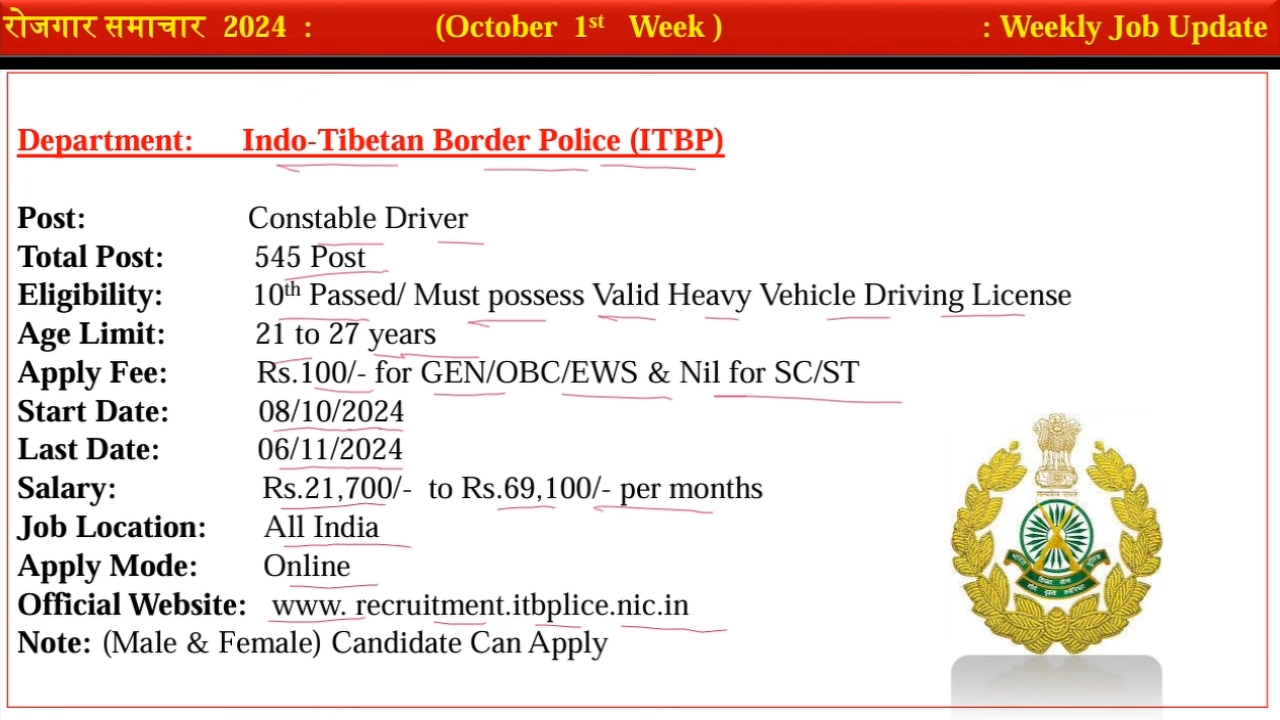 रोजगार समाचार 2024 : (October 1st Week ) : Weekly Job Update
Department: Indo-Tibetan Border Police (ITBP)
Post: Constable Driver
Total Post: 545 Post
Eligibility: 10th Passed/ Must possess Valid Heavy Vehicle Driving License
Age Limit: 21 to 27 years
Apply Fee: Rs.100/- for GEN/OBC/EWS & Nil for SC/ST
Start Date: 08/10/2024
Last Date: 06/11/2024
Salary: Rs.21,700/- to Rs.69,100/- per months
Job Location: All India
Apply Mode: Online
Official Website: www. recruitment.itbplice.nic.in
Note: (Male & Female) Candidate Can Apply